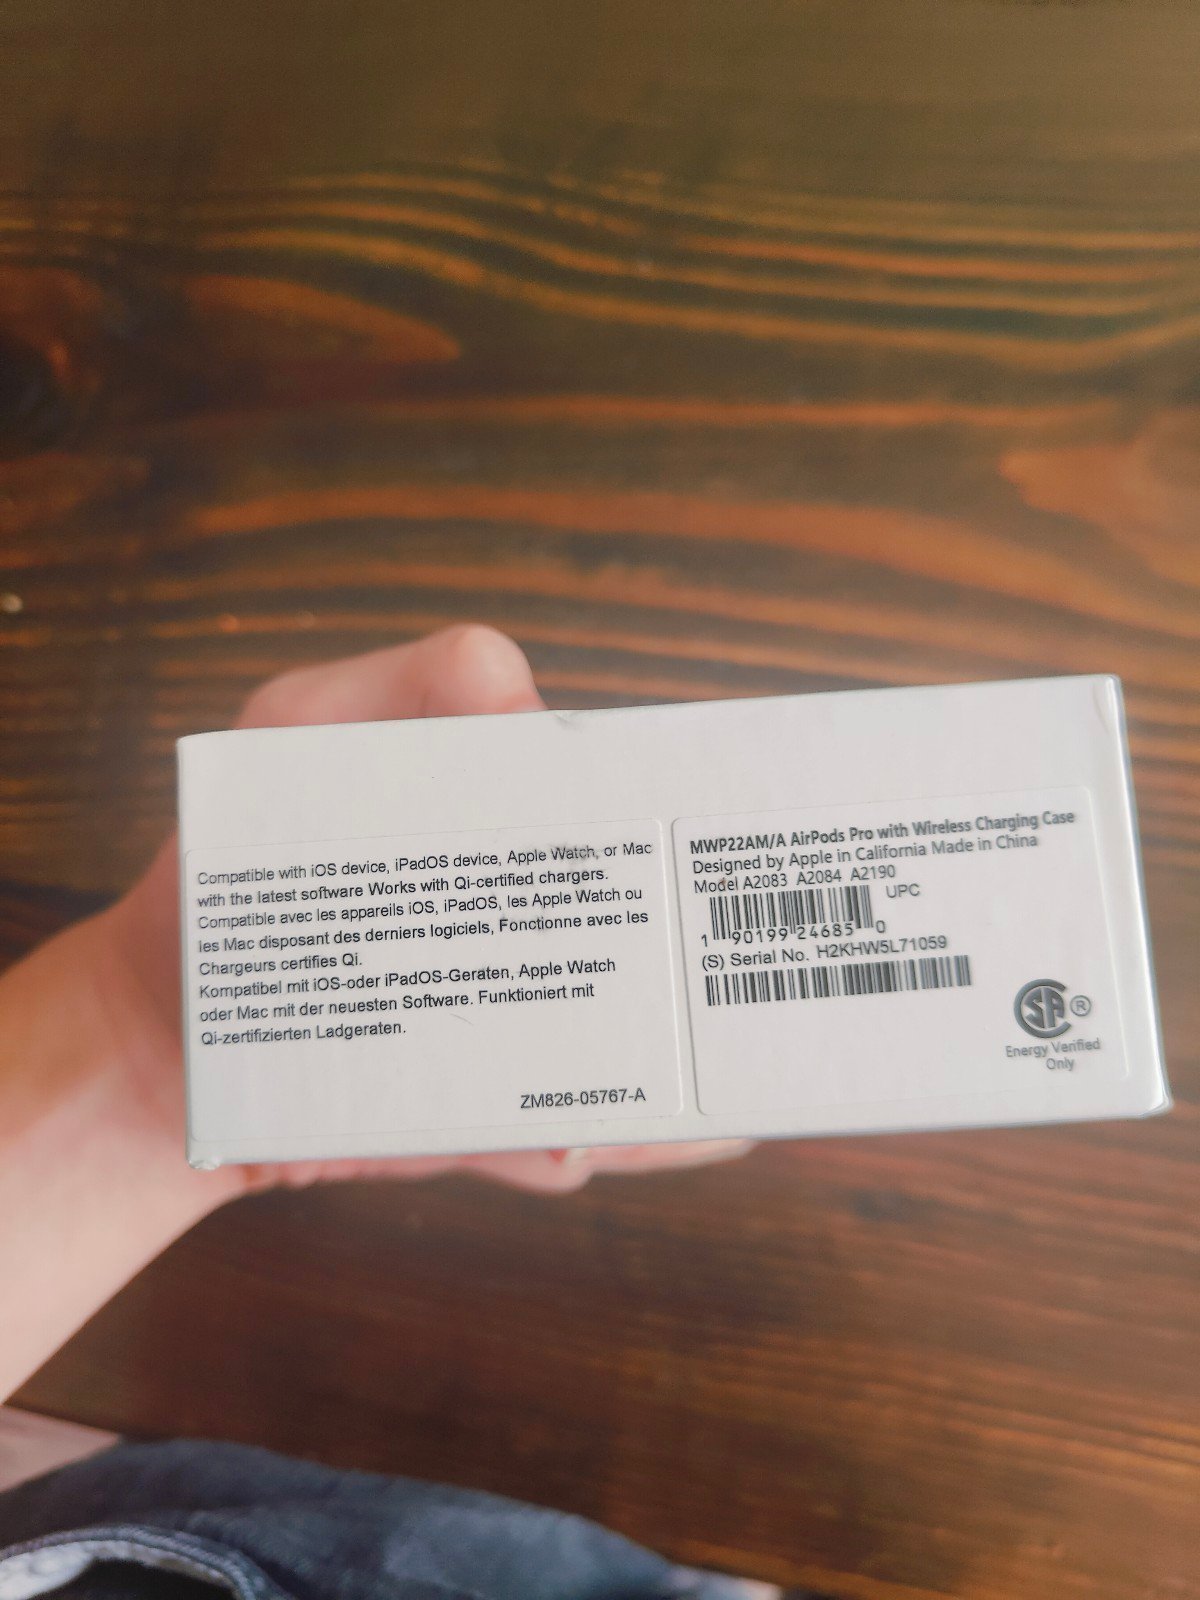 Compatible with iOS device, iPadOS device, Apple Watch, or Mac
with the latest software Works with Qi-certified chargers.
Compatible avec les appareils iOS, iPadOS, les Apple Watch ou
les Mac disposant des derniers logiciels, Fonctionne avec les
Chargeurs certifies Qi.
Kompatibel mit iOS-oder iPadOS-Geraten, Apple Watch
oder Mac mit der neuesten Software. Funktioniert mit
Qi-zertifizierten Ladgeraten.
ZM826-05767-A
MWP22AM/A AirPods Pro with Wireless Charging Case
Designed by Apple in California Made in China
Model A2083 A2084 A2190
UPC
1 90199 24685 0
(S) Serial No. H2KHW5L71059
SA ®
Energy Verified
Only